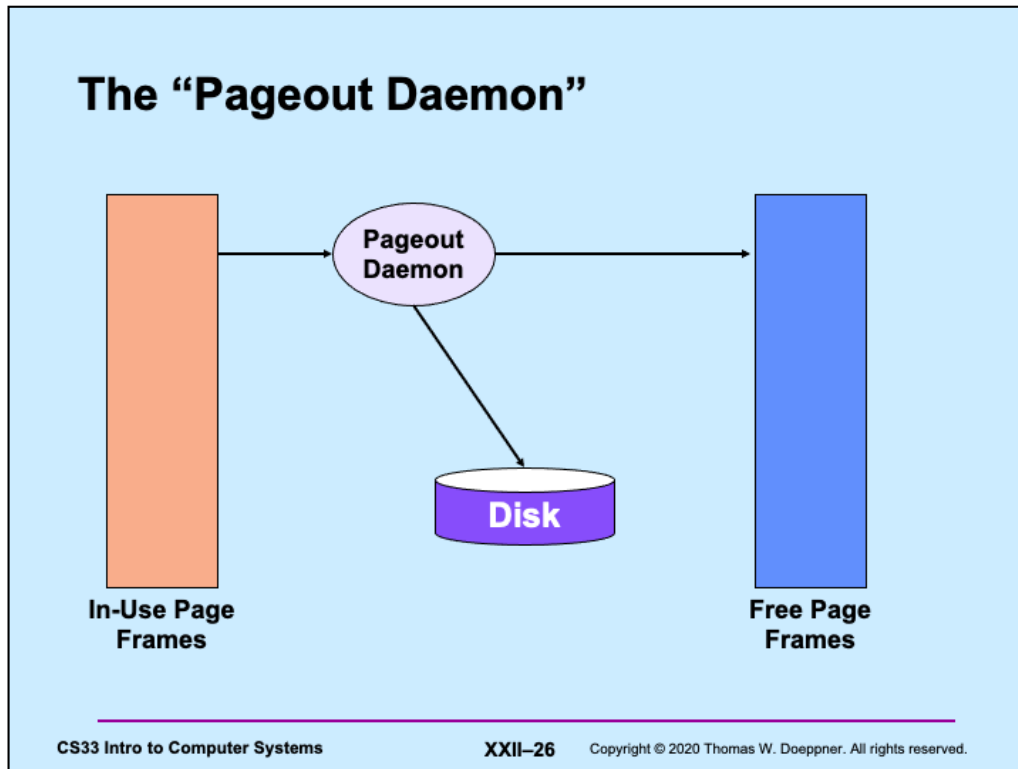 The “Pageout Daemon”
Pageout
Daemon
Disk
In-Use Page
Frames
Free Page
Frames
CS33 Intro to Computer Systems
XXII–26
Copyright © 2020 Thomas W. Doeppner. All rights reserved.